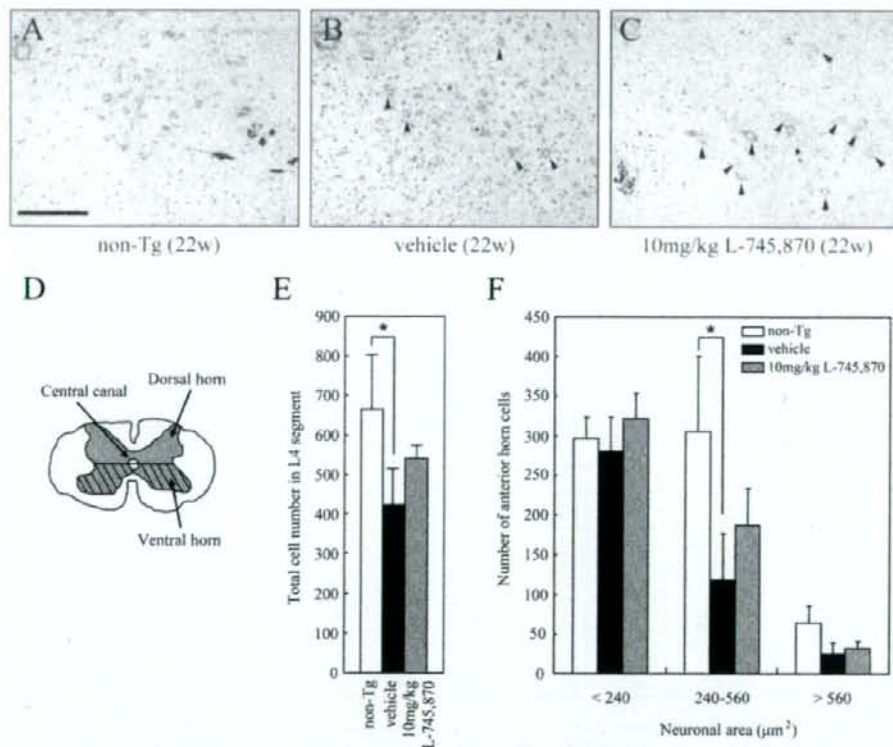 A
B
C
non-Tg (22w)
vehicle (22w)
10mg/kg L-745,870 (22w)
D
Central canal
Dorsal horn
Ventral horn
E
900
800
700
600
500
400
300
200
100
0
*
Total cell number in L4 segment
non-Tg
vehicle
10mg/kg
L-745,870
F
450
400
350
300
250
200
150
100
50
0
*
non-Tg
vehicle
10mg/kg L-745,870
Number of anterior horn cells
< 240
240-560
> 560
Neuronal area (µm²)